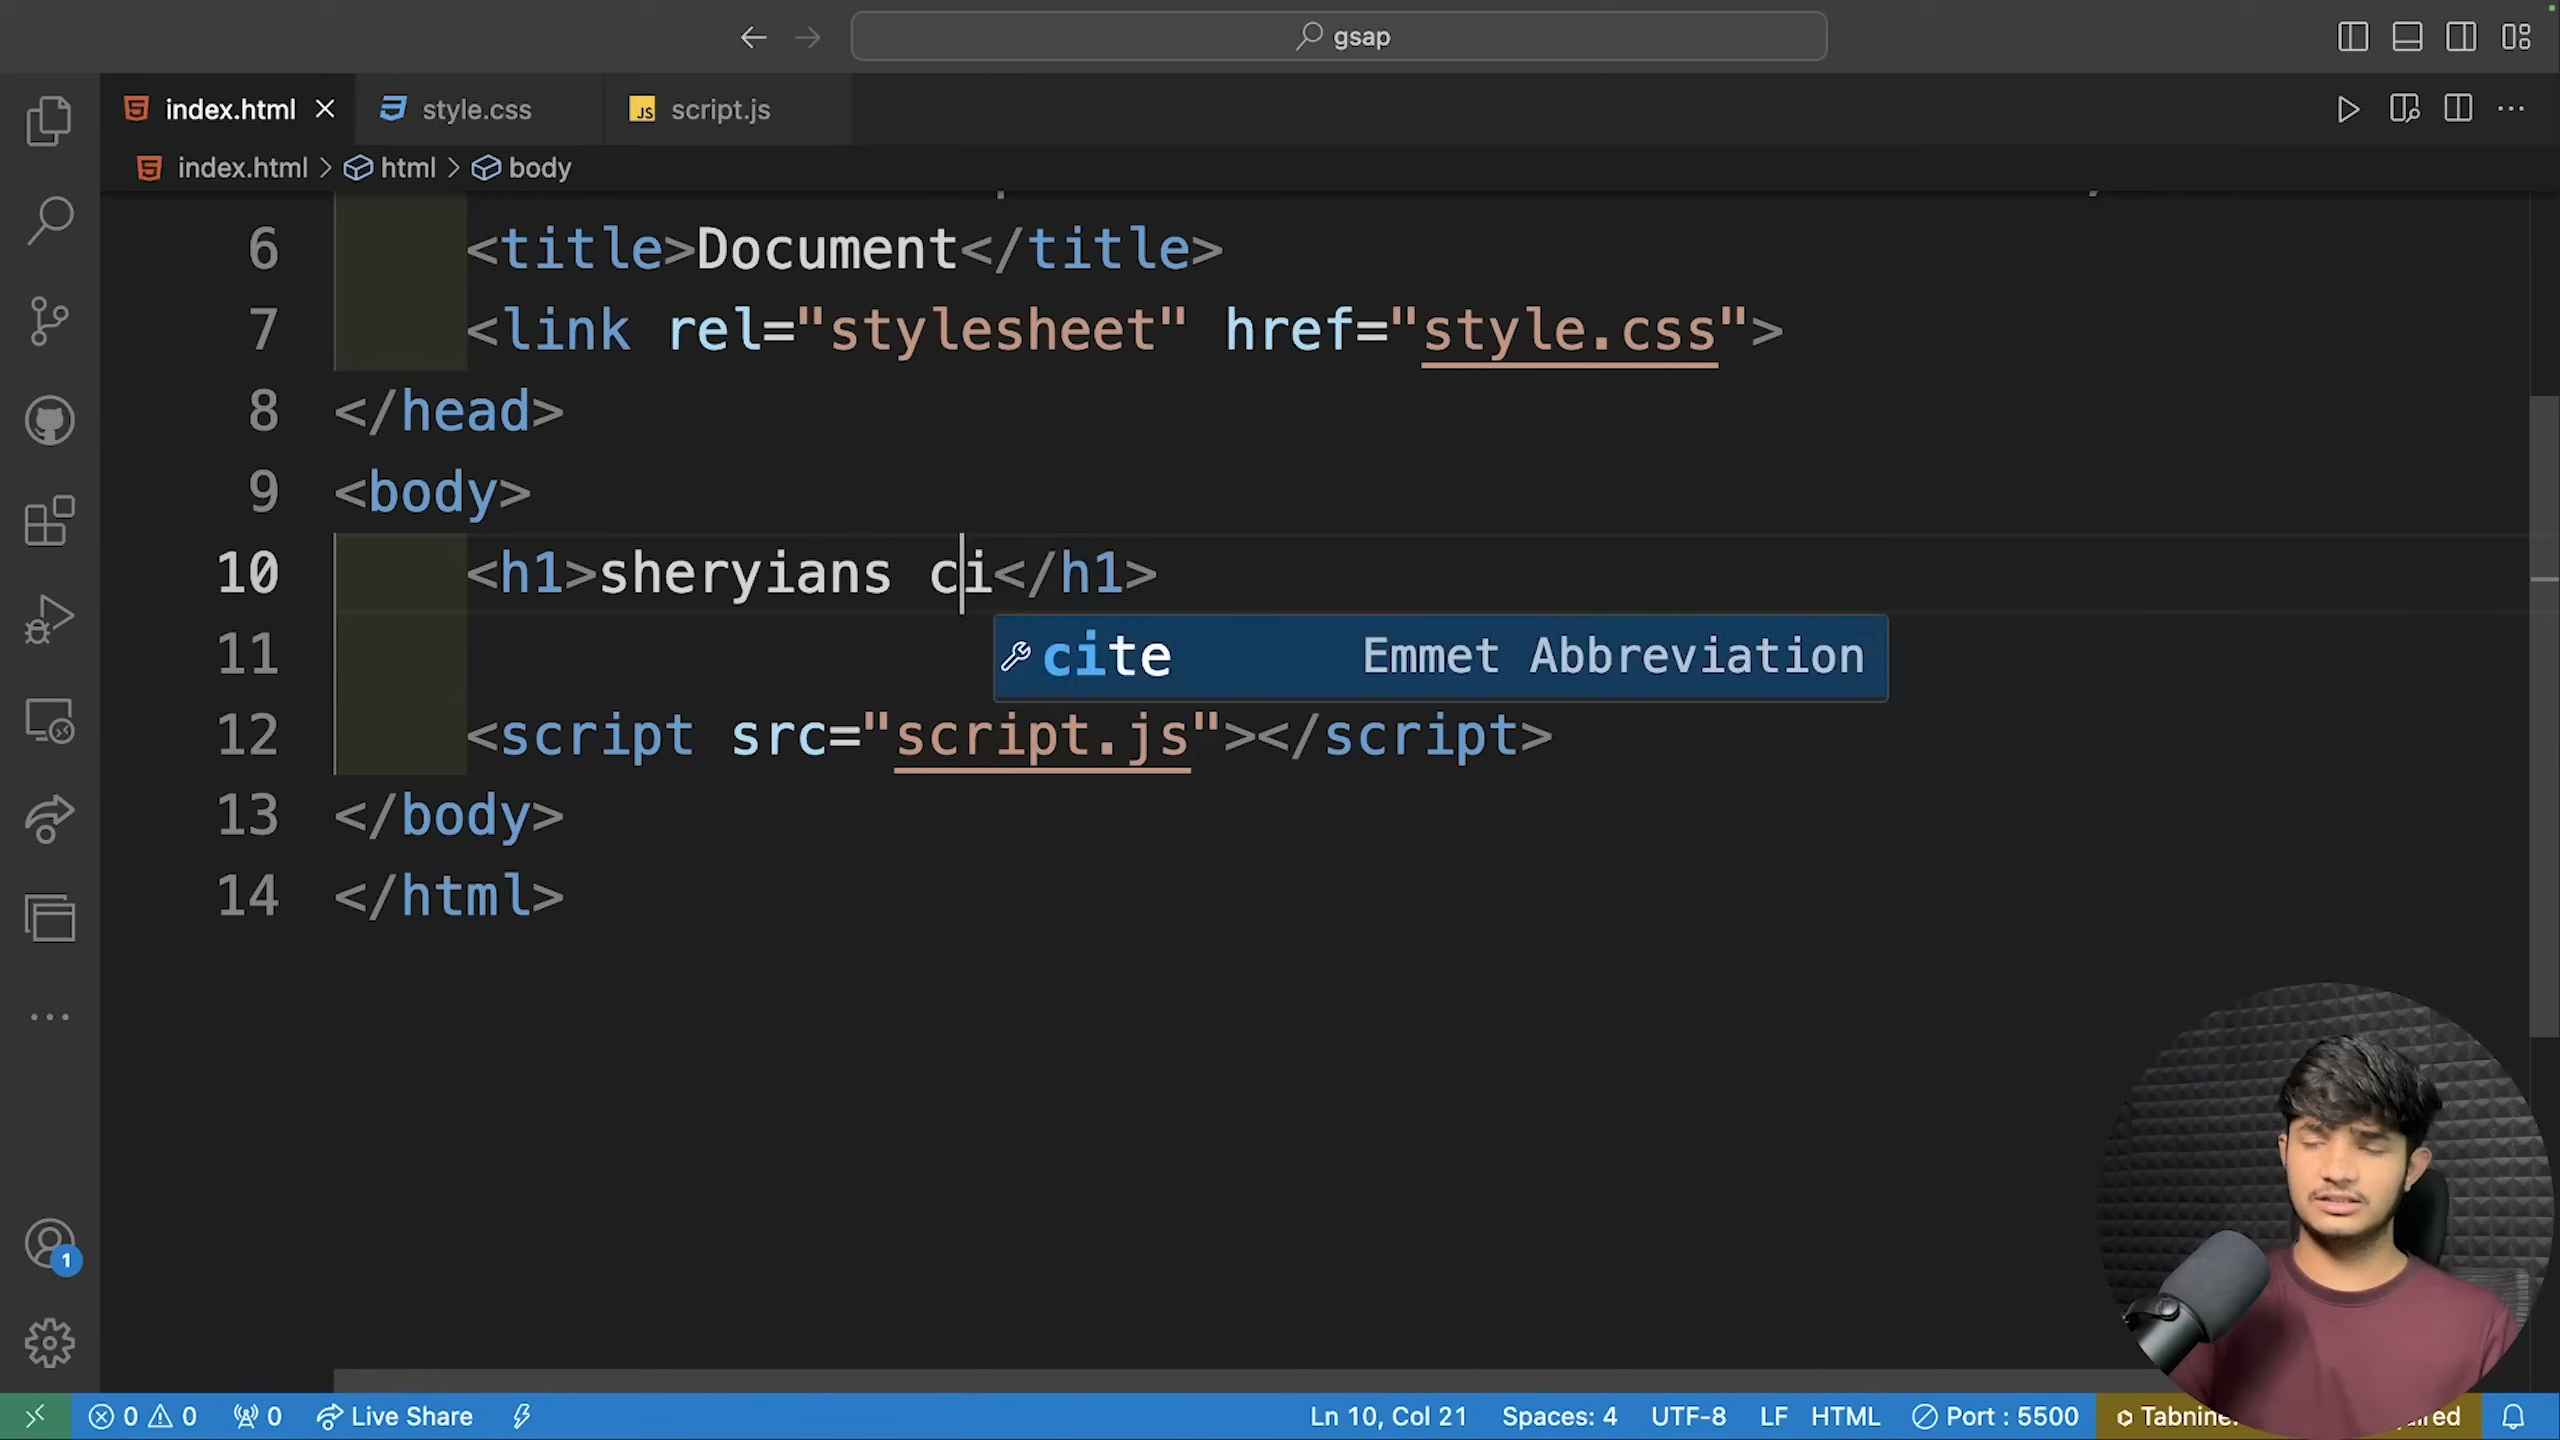 gsap
index.html
style.css
JS script.js
index.html > html > body
6 <title>Document</title>
7 <link rel="stylesheet" href="style.css">
8 </head>
9 <body>
10 <h1>sheryians ci</h1>
cite Emmet Abbreviation
11
12 <script src="script.js"></script>
13 </body>
14 </html>
1
0 0 0 Live Share Ln 10, Col 21 Spaces: 4 UTF-8 LF HTML Port : 5500 Tabnine: